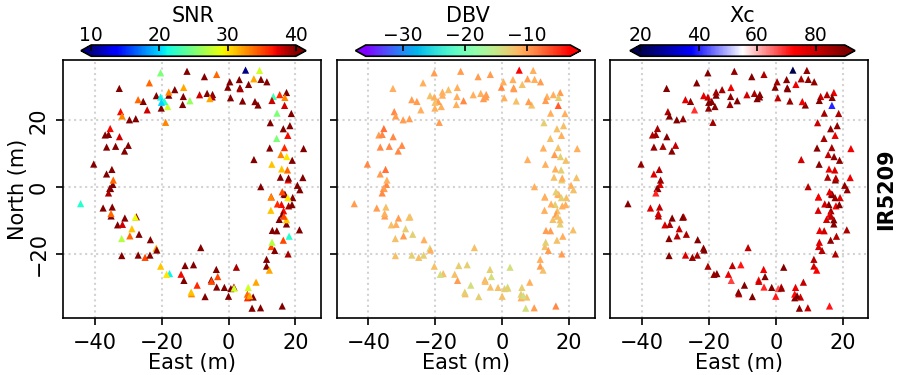 SNR DBV Xc
10 20 30 40 −30 −20 −10 20 40 60 80
North (m)
20
0
−20
IR5209
−40 −20 0 20 −40 −20 0 20 −40 −20 0 20
East (m) East (m) East (m)